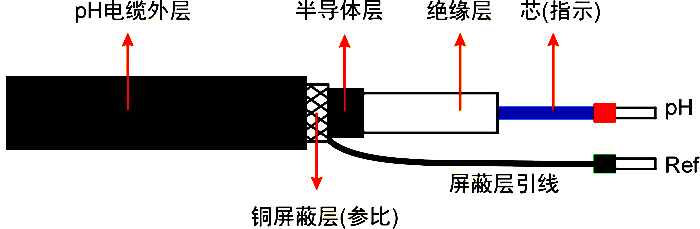 pH电缆外层
半导体层
绝缘层
芯(指示)
pH
Ref
屏蔽层引线
铜屏蔽层(参比)